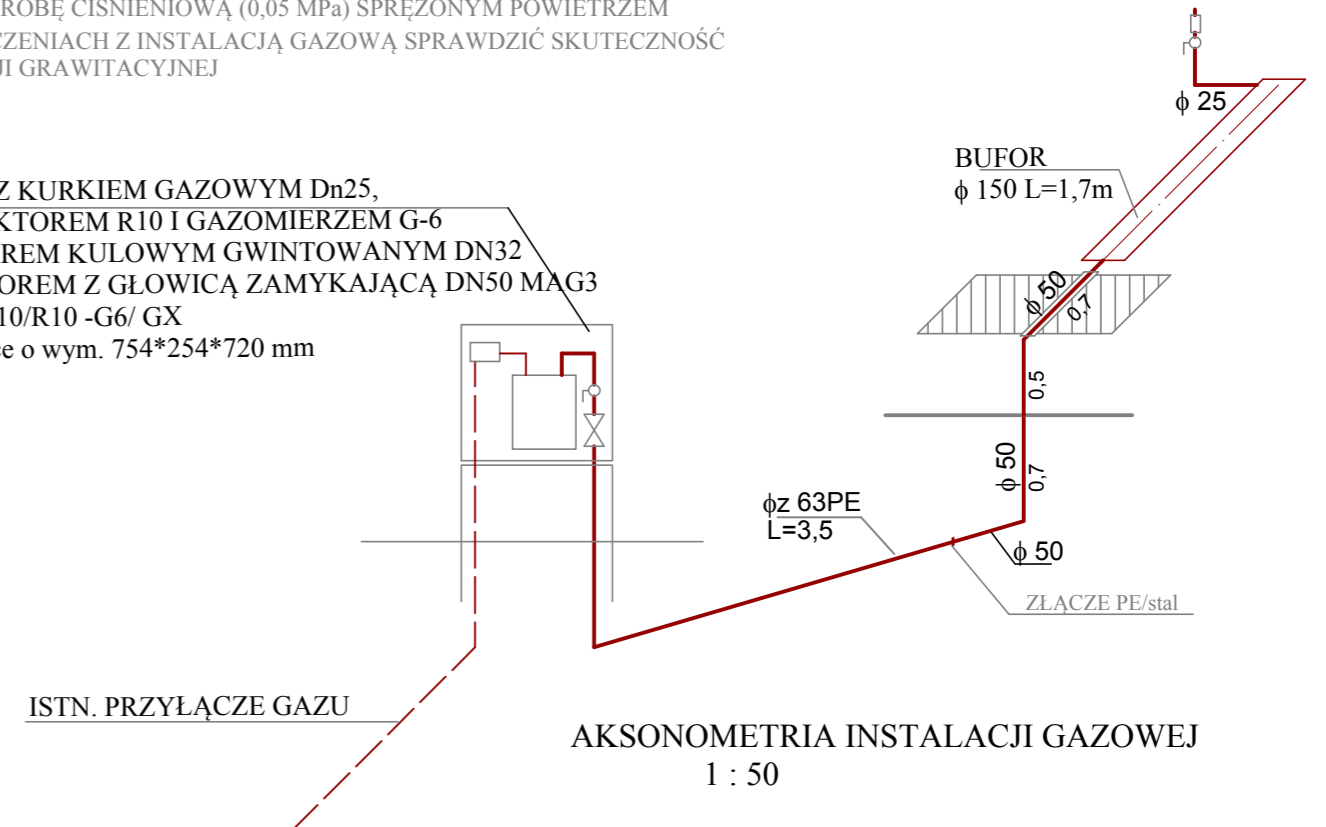 RÓBĘ CIŚNIENIOWĄ (0,05 MPa) SPRĘŻONYM POWIETRZEM
CZENIACH Z INSTALACJĄ GAZOWĄ SPRAWDZIĆ SKUTECZNOŚĆ
JI GRAWITACYJNEJ
ϕ 25
BUFOR
ϕ 150 L=1,7m
Z KURKIEM GAZOWYM Dn25,
KTOREM R10 I GAZOMIERZEM G-6
REM KULOWYM GWINTOWANYM DN32
OREM Z GŁOWICĄ ZAMYKAJĄCĄ DN50 MAG3
10/R10 -G6/ GX
e o wym. 754*254*720 mm
ϕ 50
0,7
0,5
ϕ 50
0,7
ϕz 63PE
L=3,5
ϕ 50
ZŁĄCZE PE/stal
ISTN. PRZYŁĄCZE GAZU
AKSONOMETRIA INSTALACJI GAZOWEJ
1 : 50